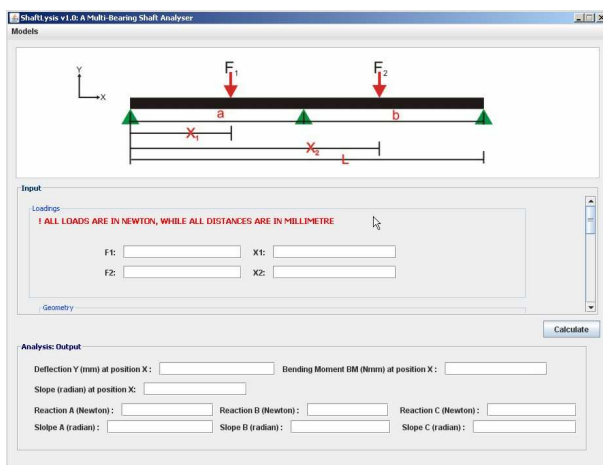 ShaftLysis v1.0: A Multi-Bearing Shaft Analyser
Models
Y
X
F1
F2
a
b
X1
X2
L
Input
Loadings
! ALL LOADS ARE IN NEWTON, WHILE ALL DISTANCES ARE IN MILLIMETRE
F1: X1:
F2: X2:
Geometry
Calculate
Analysis: Output
Deflection Y (mm) at position X : Bending Moment BM (Nmm) at position X :
Slope (radian) at position X:
Reaction A (Newton) : Reaction B (Newton) : Reaction C (Newton) :
Slolpe A (radian) : Slope B (radian) : Slope C (radian) :